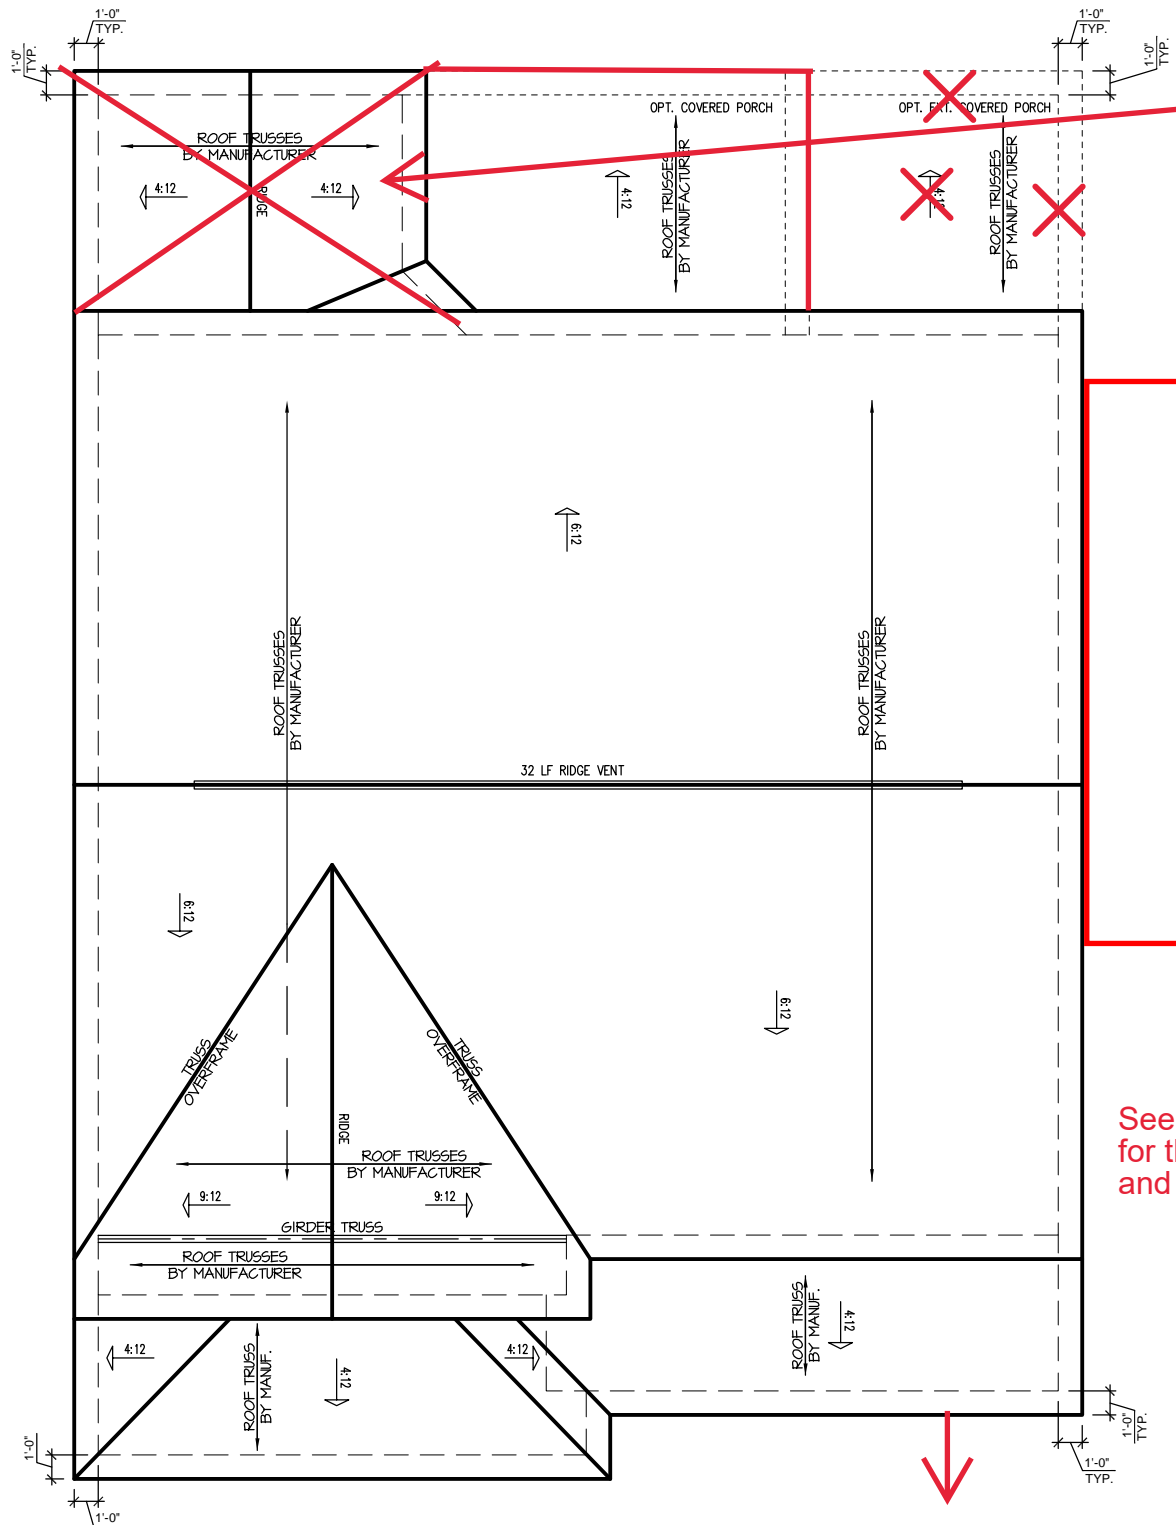 1'-0"
TYP.
1'-0"
TYP.
1'-0"
TYP.
1'-0"
TYP.
OPT. COVERED PORCH
OPT. EXT. COVERED PORCH
ROOF TRUSSES
BY MANUFACTURER
4:12
4:12
RIDGE
4:12
ROOF TRUSSES
BY MANUFACTURER
4:12
ROOF TRUSSES
BY MANUFACTURER
6:12
ROOF TRUSSES
BY MANUFACTURER
ROOF TRUSSES
BY MANUFACTURER
32 LF RIDGE VENT
6:12
6:12
TRUSS
OVERFRAME
TRUSS
OVERFRAME
RIDGE
See
for th
and
ROOF TRUSSES
BY MANUFACTURER
9:12
9:12
GIRDER TRUSS
ROOF TRUSSES
BY MANUFACTURER
ROOF TRUSS
BY MANUF.
4:12
4:12
ROOF TRUSS
BY MANUF.
4:12
4:12
1'-0"
TYP.
1'-0"
1'-0"
TYP.
1'-0"